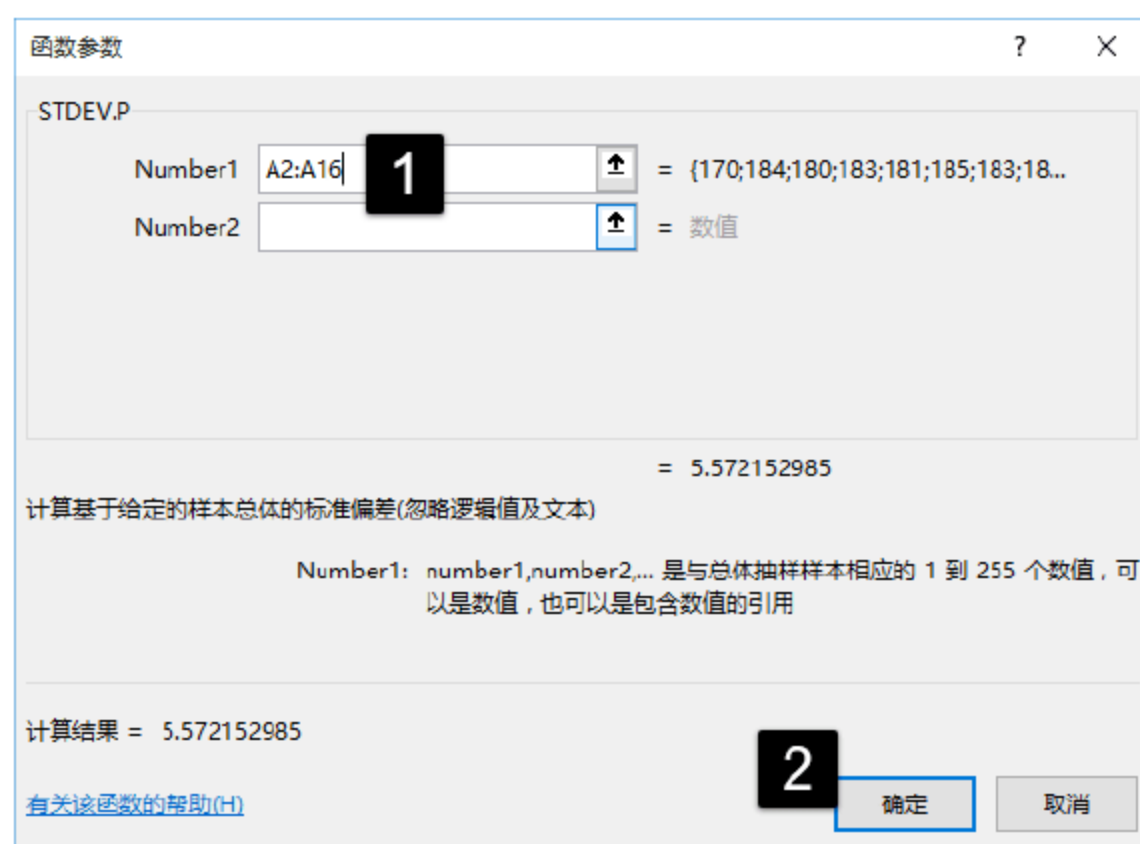 函数参数 ? ×
STDEV.P
Number1 A2:A16 1 = {170;184;180;183;181;185;183;18...
Number2 = 数值
= 5.572152985
计算基于给定的样本总体的标准偏差(忽略逻辑值及文本)
Number1: number1,number2,... 是与总体抽样样本相应的 1 到 255 个数值，可
以是数值，也可以是包含数值的引用
计算结果 = 5.572152985
2
有关该函数的帮助(H) 确定 取消